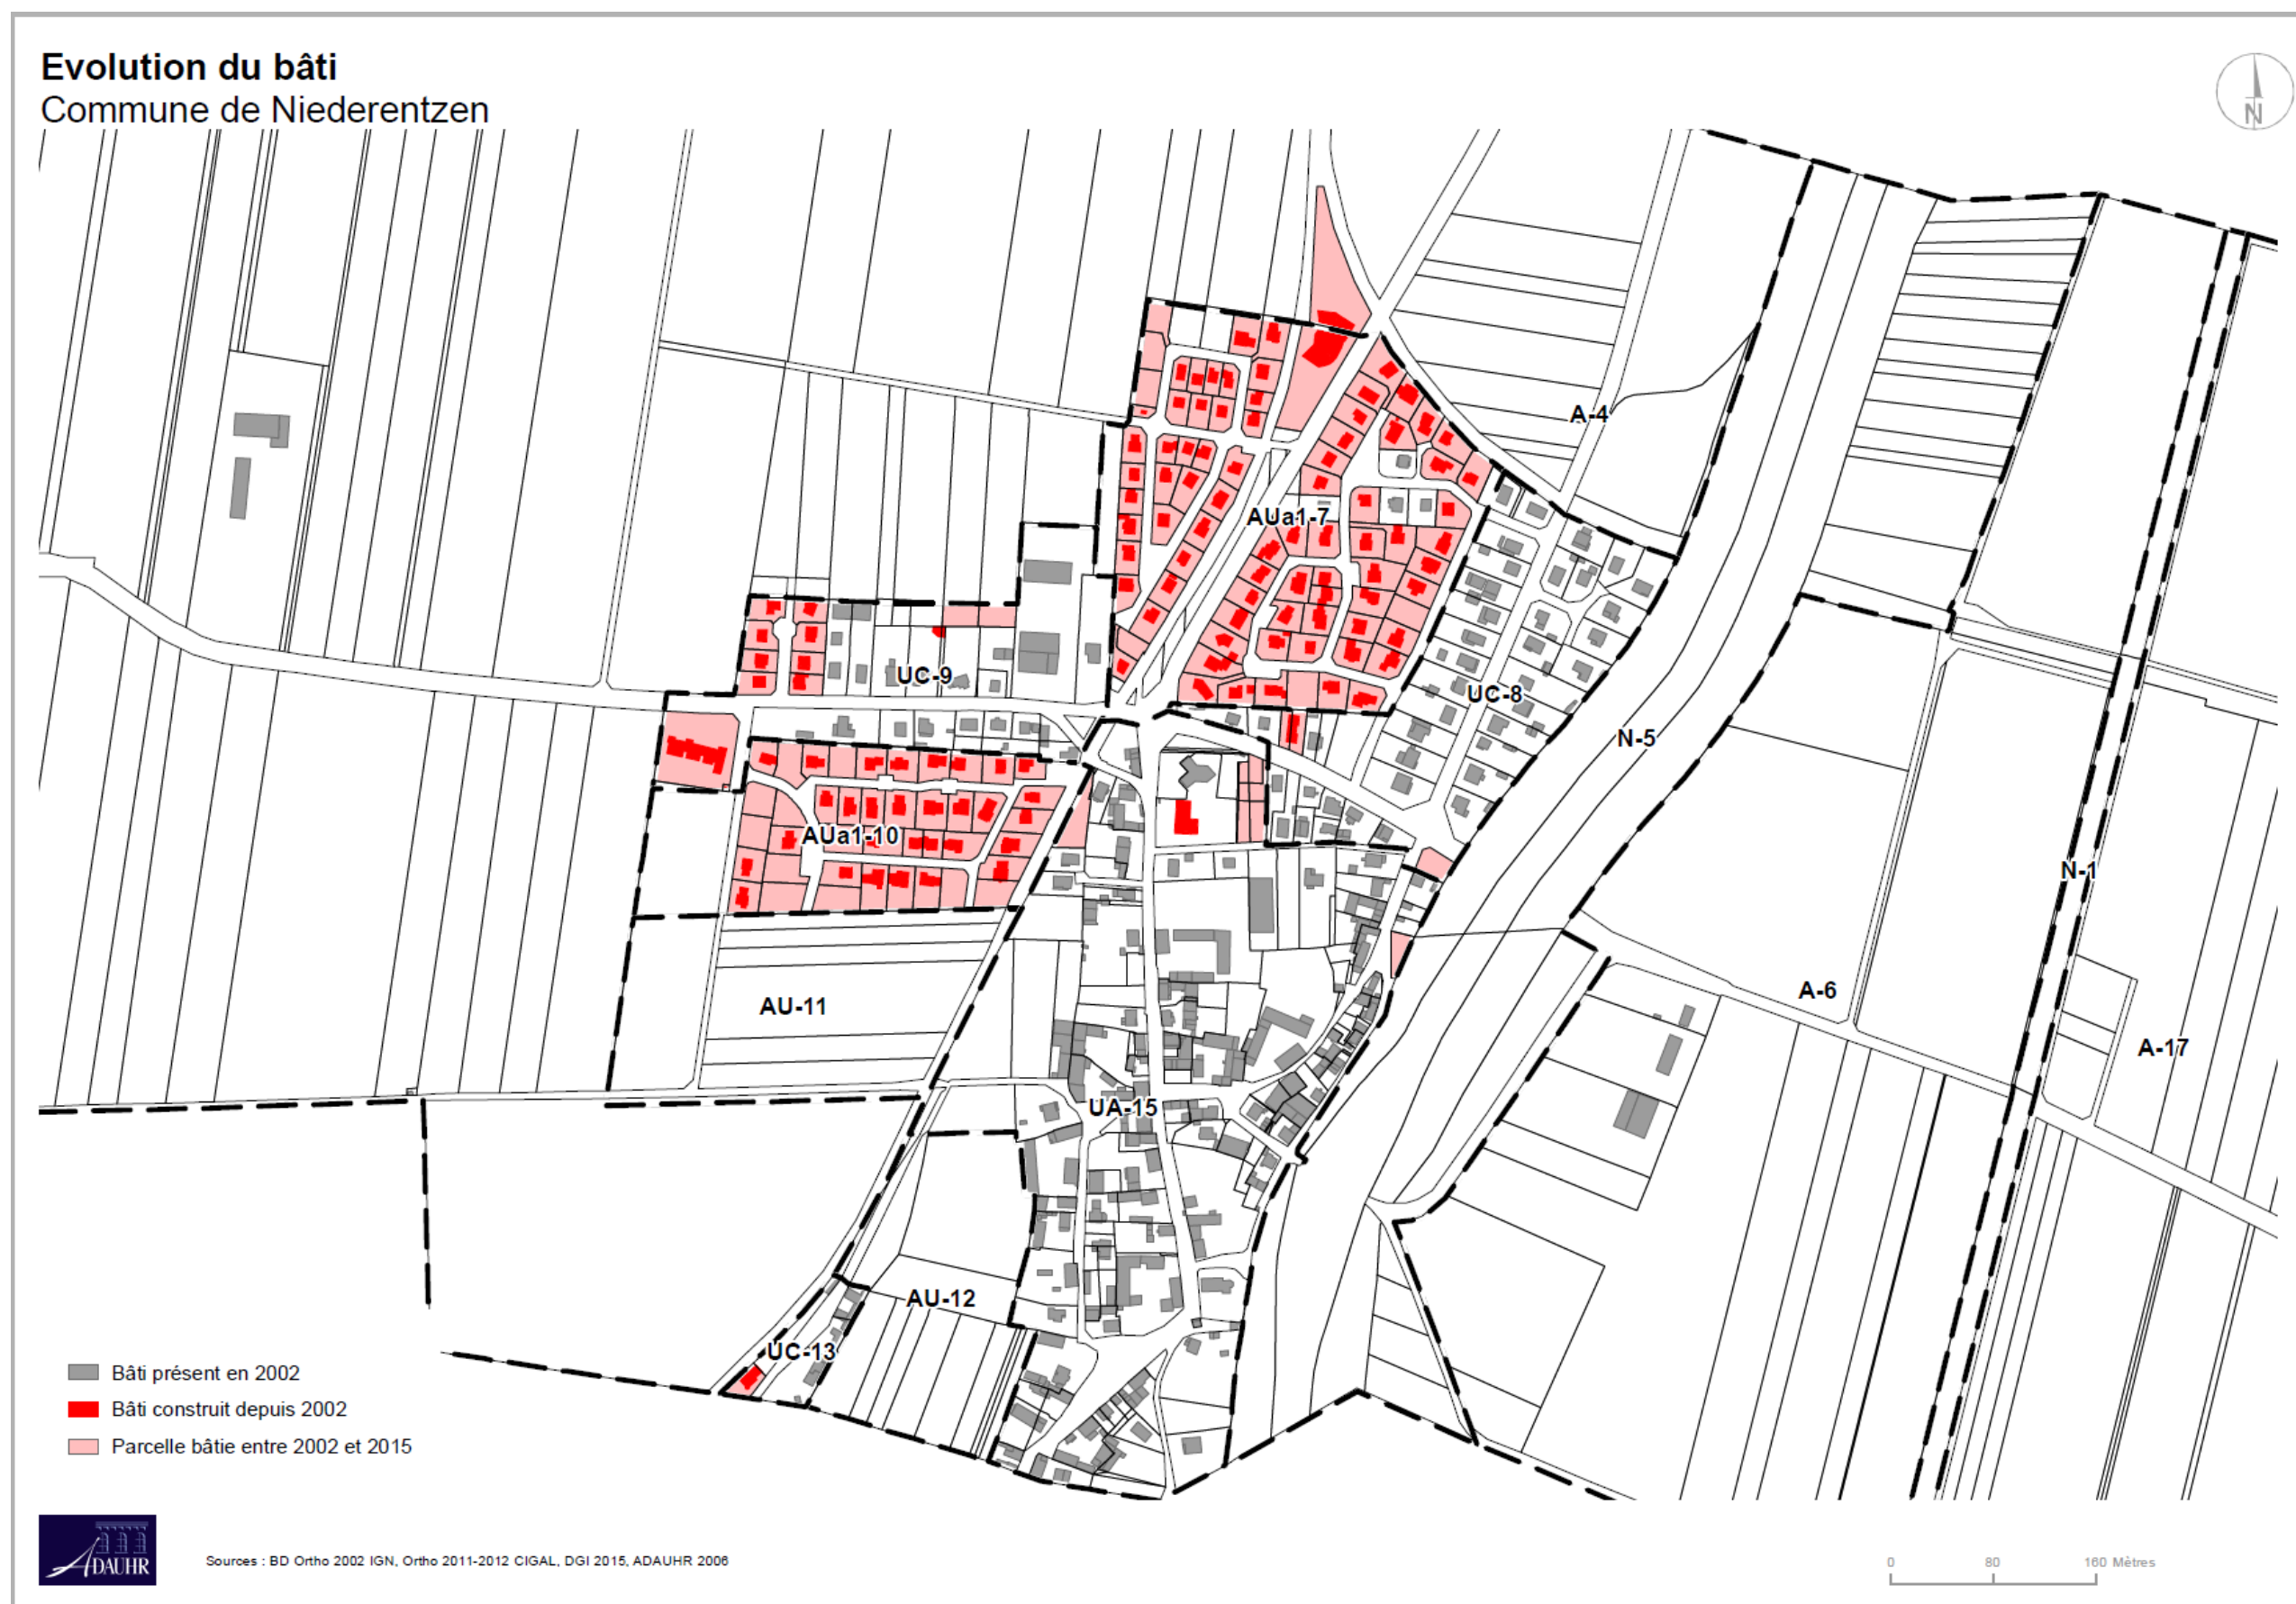 Evolution du bâti
Commune de Niederentzen
N
A-4
AUa1-7
UC-9
UC-8
N-5
AUa1-10
N-1
A-6
AU-11
A-17
UA-15
AU-12
UC-13
Bâti présent en 2002
Bâti construit depuis 2002
Parcelle bâtie entre 2002 et 2015
ADAUHR
Sources : BD Ortho 2002 IGN, Ortho 2011-2012 CIGAL, DGI 2015, ADAUHR 2006
0 80 160 Mètres